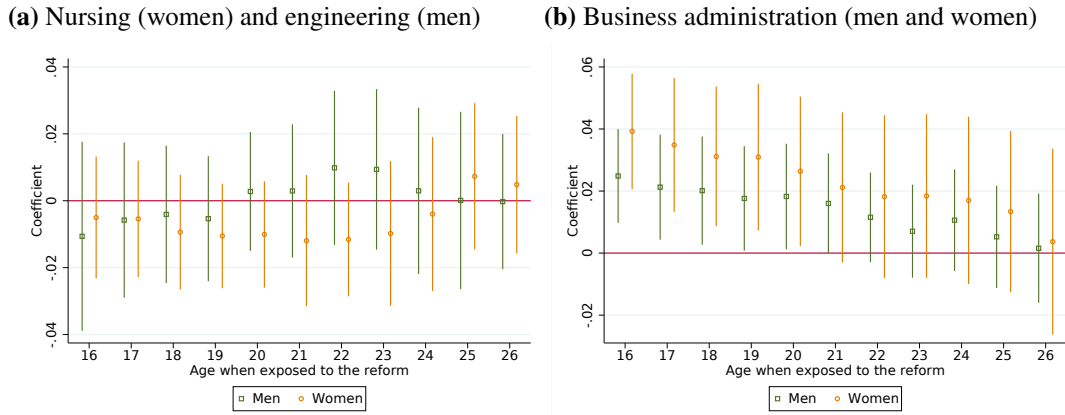 (a) Nursing (women) and engineering (men)
Coefficient
.04
.02
0
-.02
-.04
16 17 18 19 20 21 22 23 24 25 26
Age when exposed to the reform
Men Women
(b) Business administration (men and women)
Coefficient
.06
.04
.02
0
-.02
16 17 18 19 20 21 22 23 24 25 26
Age when exposed to the reform
Men Women